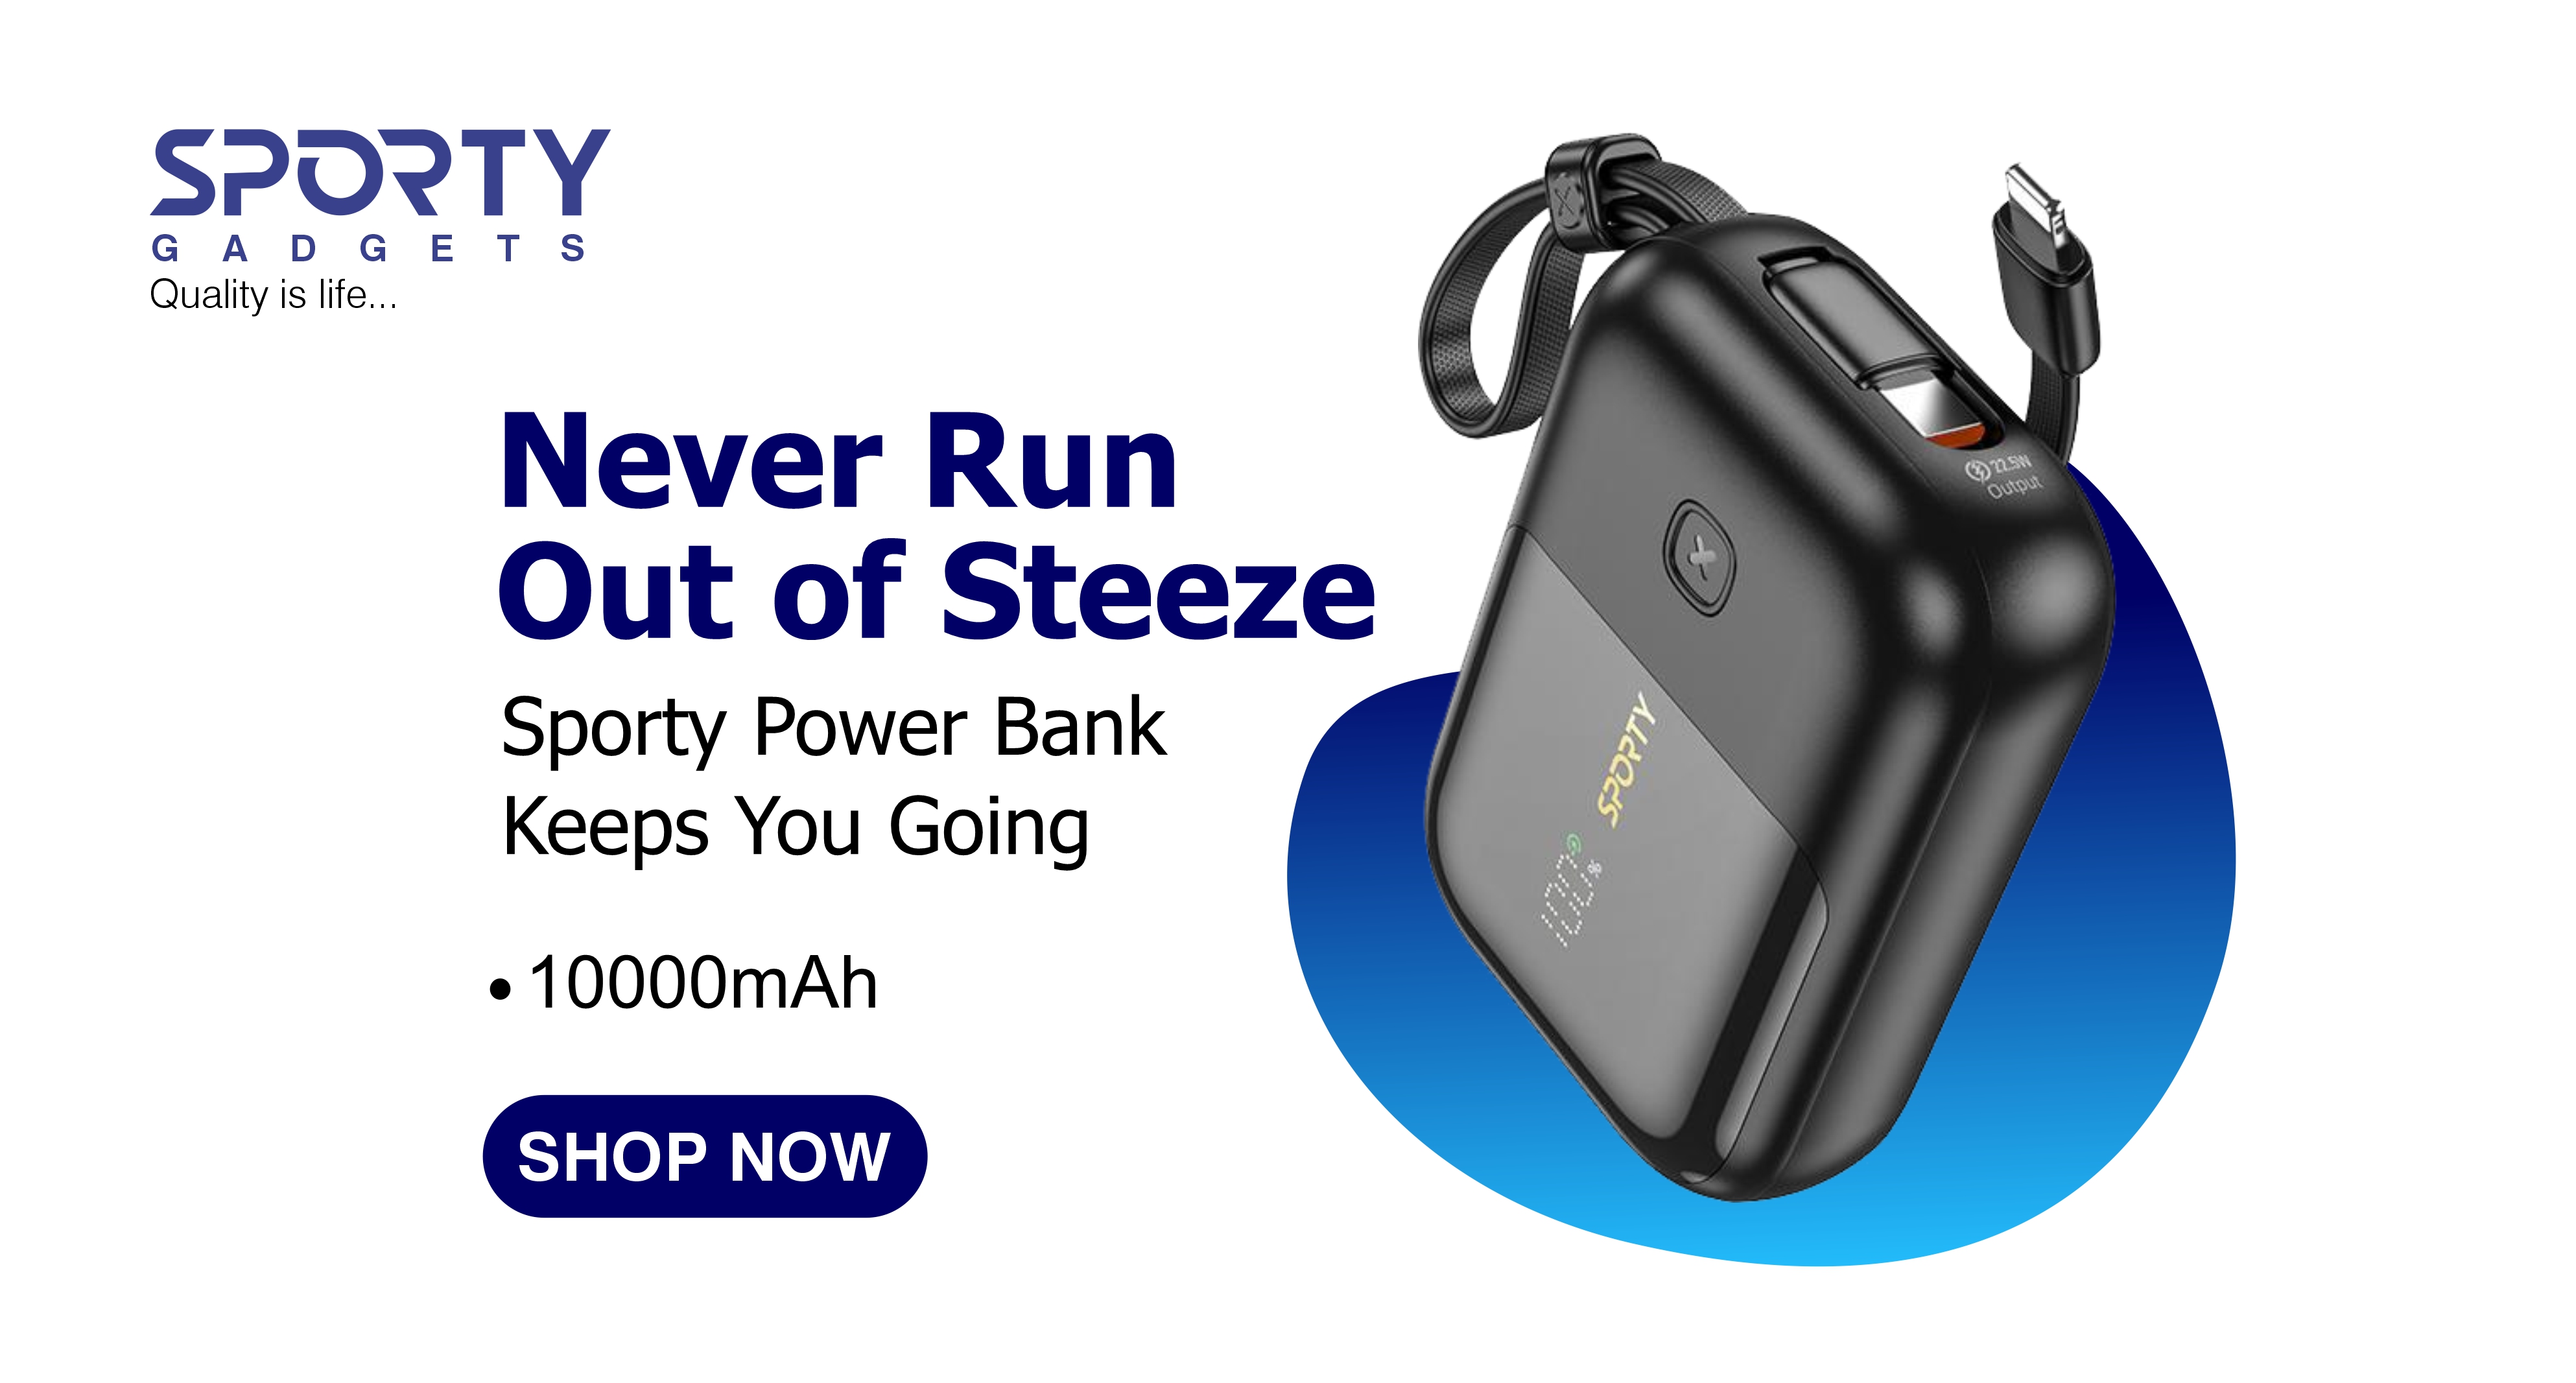 SPORTY
GADGETS
Quality is life...
Never Run
Out of Steeze
Sporty Power Bank
Keeps You Going
• 10000mAh
SHOP NOW
22.5W
Output
SPORTY
100%